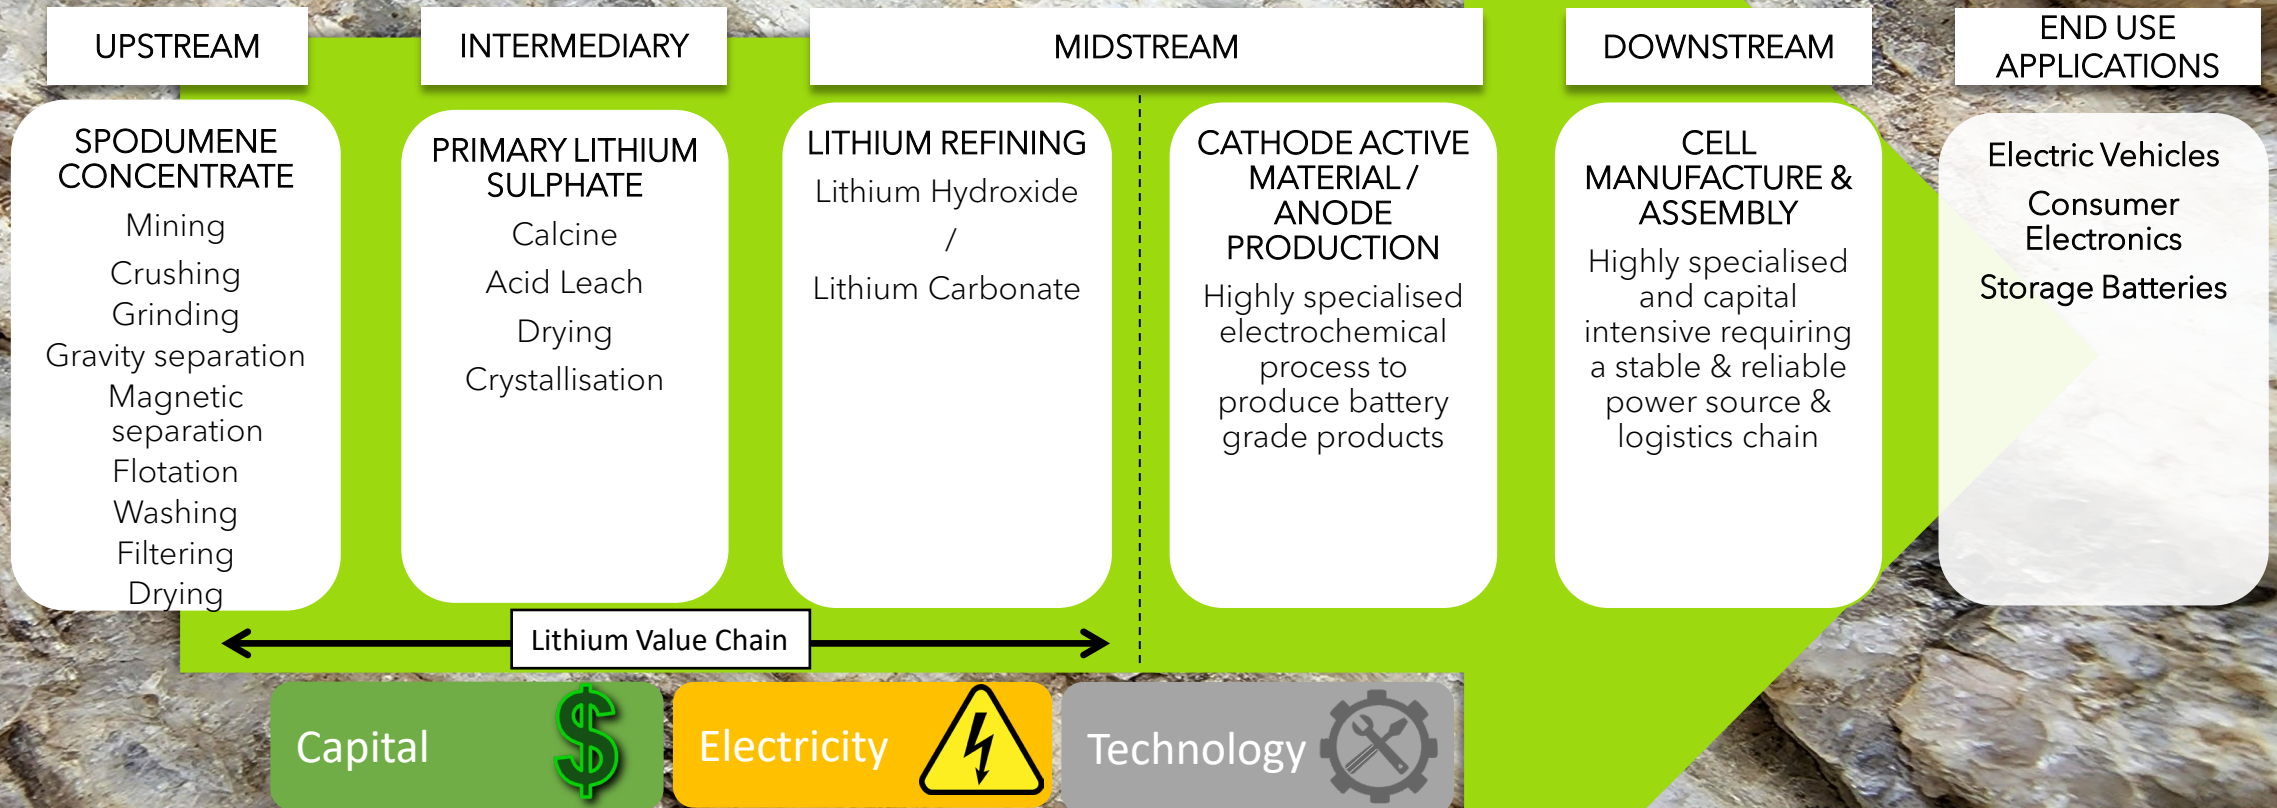 UPSTREAM
INTERMEDIARY
MIDSTREAM
DOWNSTREAM
END USE
APPLICATIONS
SPODUMENE
CONCENTRATE
Mining
Crushing
Grinding
Gravity separation
Magnetic
separation
Flotation
Washing
Filtering
Drying
PRIMARY LITHIUM
SULPHATE
Calcine
Acid Leach
Drying
Crystallisation
LITHIUM REFINING
Lithium Hydroxide
/
Lithium Carbonate
CATHODE ACTIVE
MATERIAL /
ANODE
PRODUCTION
Highly specialised
electrochemical
process to
produce battery
grade products
CELL
MANUFACTURE &
ASSEMBLY
Highly specialised
and capital
intensive requiring
a stable & reliable
power source &
logistics chain
Electric Vehicles
Consumer
Electronics
Storage Batteries
Lithium Value Chain
Capital
$
Electricity
Technology